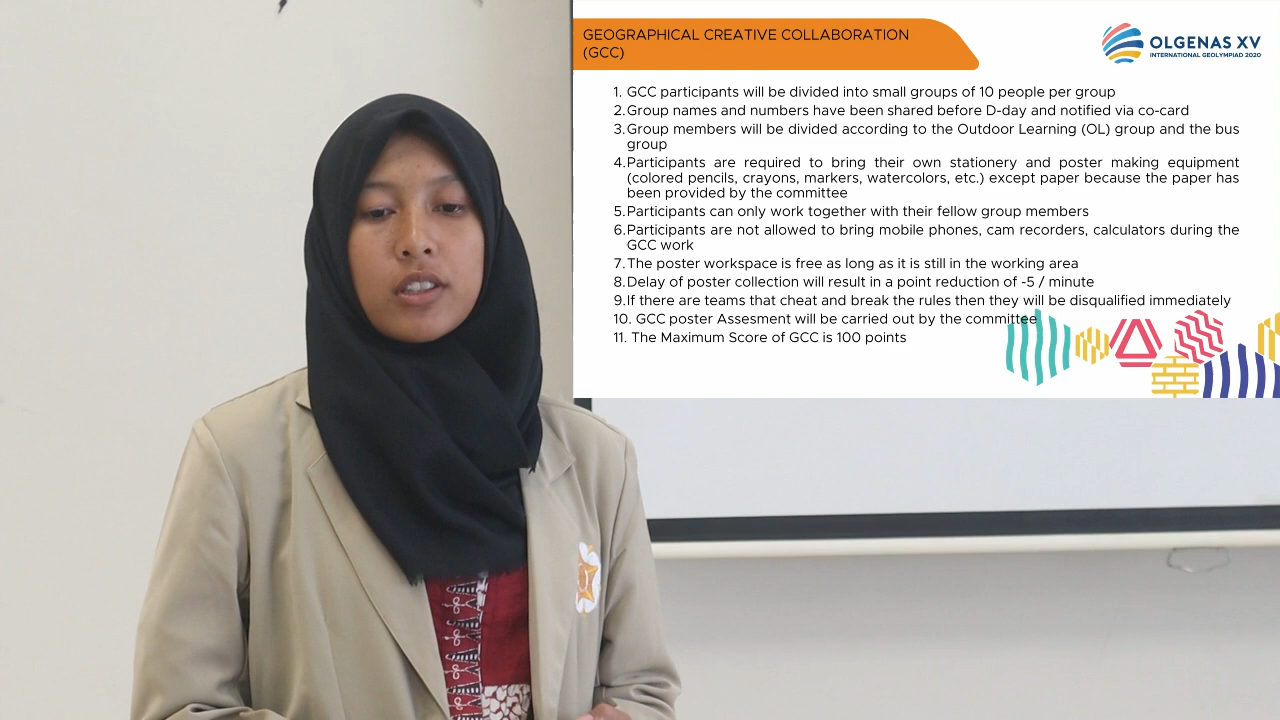 GEOGRAPHICAL CREATIVE COLLABORATION
(GCC)
OLGENAS XV
INTERNATIONAL GEOLYMPIAD 2020
1. GCC participants will be divided into small groups of 10 people per group
2. Group names and numbers have been shared before D-day and notified via co-card
3. Group members will be divided according to the Outdoor Learning (OL) group and the bus
group
4. Participants are required to bring their own stationery and poster making equipment
(colored pencils, crayons, markers, watercolors, etc.) except paper because the paper has
been provided by the committee
5. Participants can only work together with their fellow group members
6. Participants are not allowed to bring mobile phones, cam recorders, calculators during the
GCC work
7. The poster workspace is free as long as it is still in the working area
8. Delay of poster collection will result in a point reduction of -5 / minute
9. If there are teams that cheat and break the rules then they will be disqualified immediately
10. GCC poster Assesment will be carried out by the committee
11. The Maximum Score of GCC is 100 points